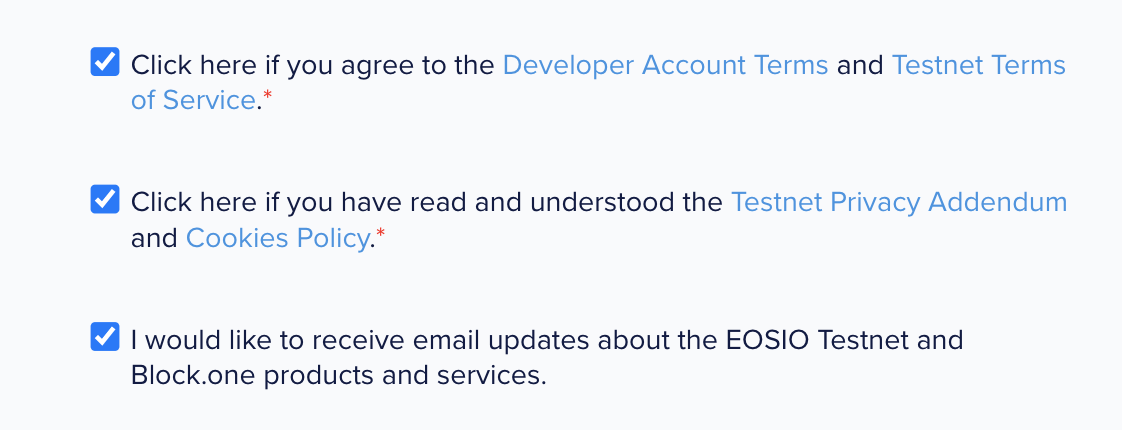 Click here if you agree to the Developer Account Terms and Testnet Terms
of Service.*
Click here if you have read and understood the Testnet Privacy Addendum
and Cookies Policy.*
I would like to receive email updates about the EOSIO Testnet and
Block.one products and services.